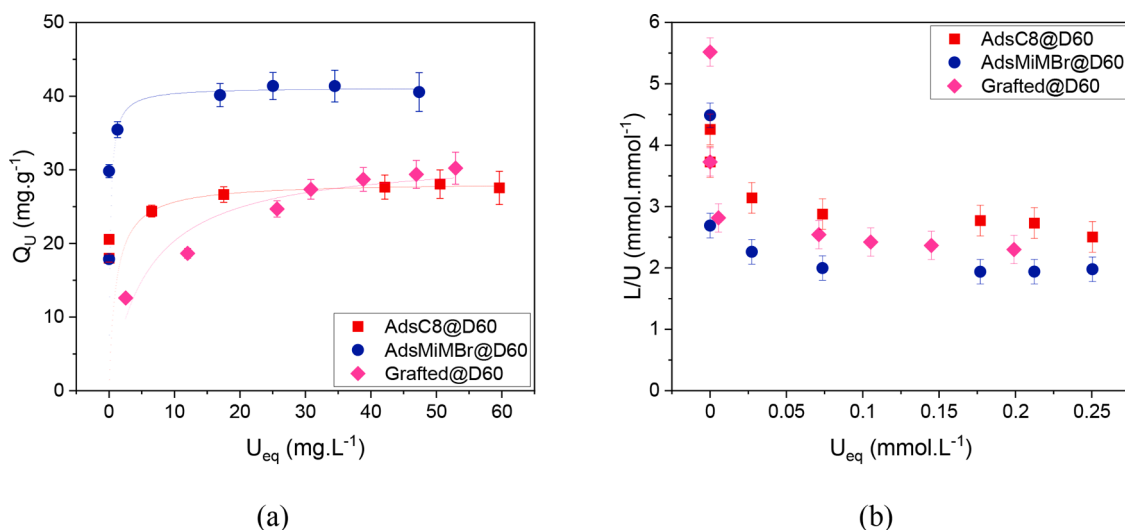 50
40
30
20
10
0
Q_U (mg.g⁻¹)
0 10 20 30 40 50 60
U_eq (mg.L⁻¹)
AdsC8@D60
AdsMiMBr@D60
Grafted@D60
(a)
6
5
4
3
2
1
0
L/U (mmol.mmol⁻¹)
0 0.05 0.1 0.15 0.2 0.25
U_eq (mmol.L⁻¹)
AdsC8@D60
AdsMiMBr@D60
Grafted@D60
(b)